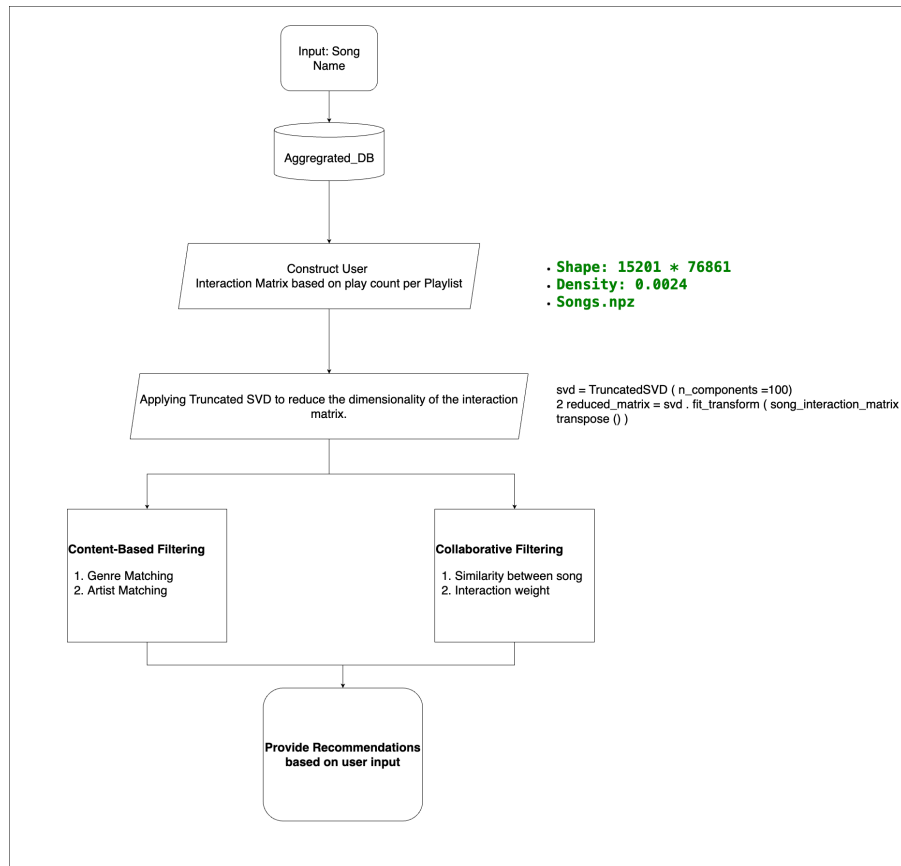 Input: Song
Name
Aggregrated_DB
Construct User
Interaction Matrix based on play count per Playlist
• Shape: 15201 * 76861
• Density: 0.0024
• Songs.npz
Applying Truncated SVD to reduce the dimensionality of the interaction
matrix.
svd = TruncatedSVD ( n_components =100)
2 reduced_matrix = svd . fit_transform ( song_interaction_matrix
transpose () )
Content-Based Filtering
1. Genre Matching
2. Artist Matching
Collaborative Filtering
1. Similarity between song
2. Interaction weight
Provide Recommendations
based on user input